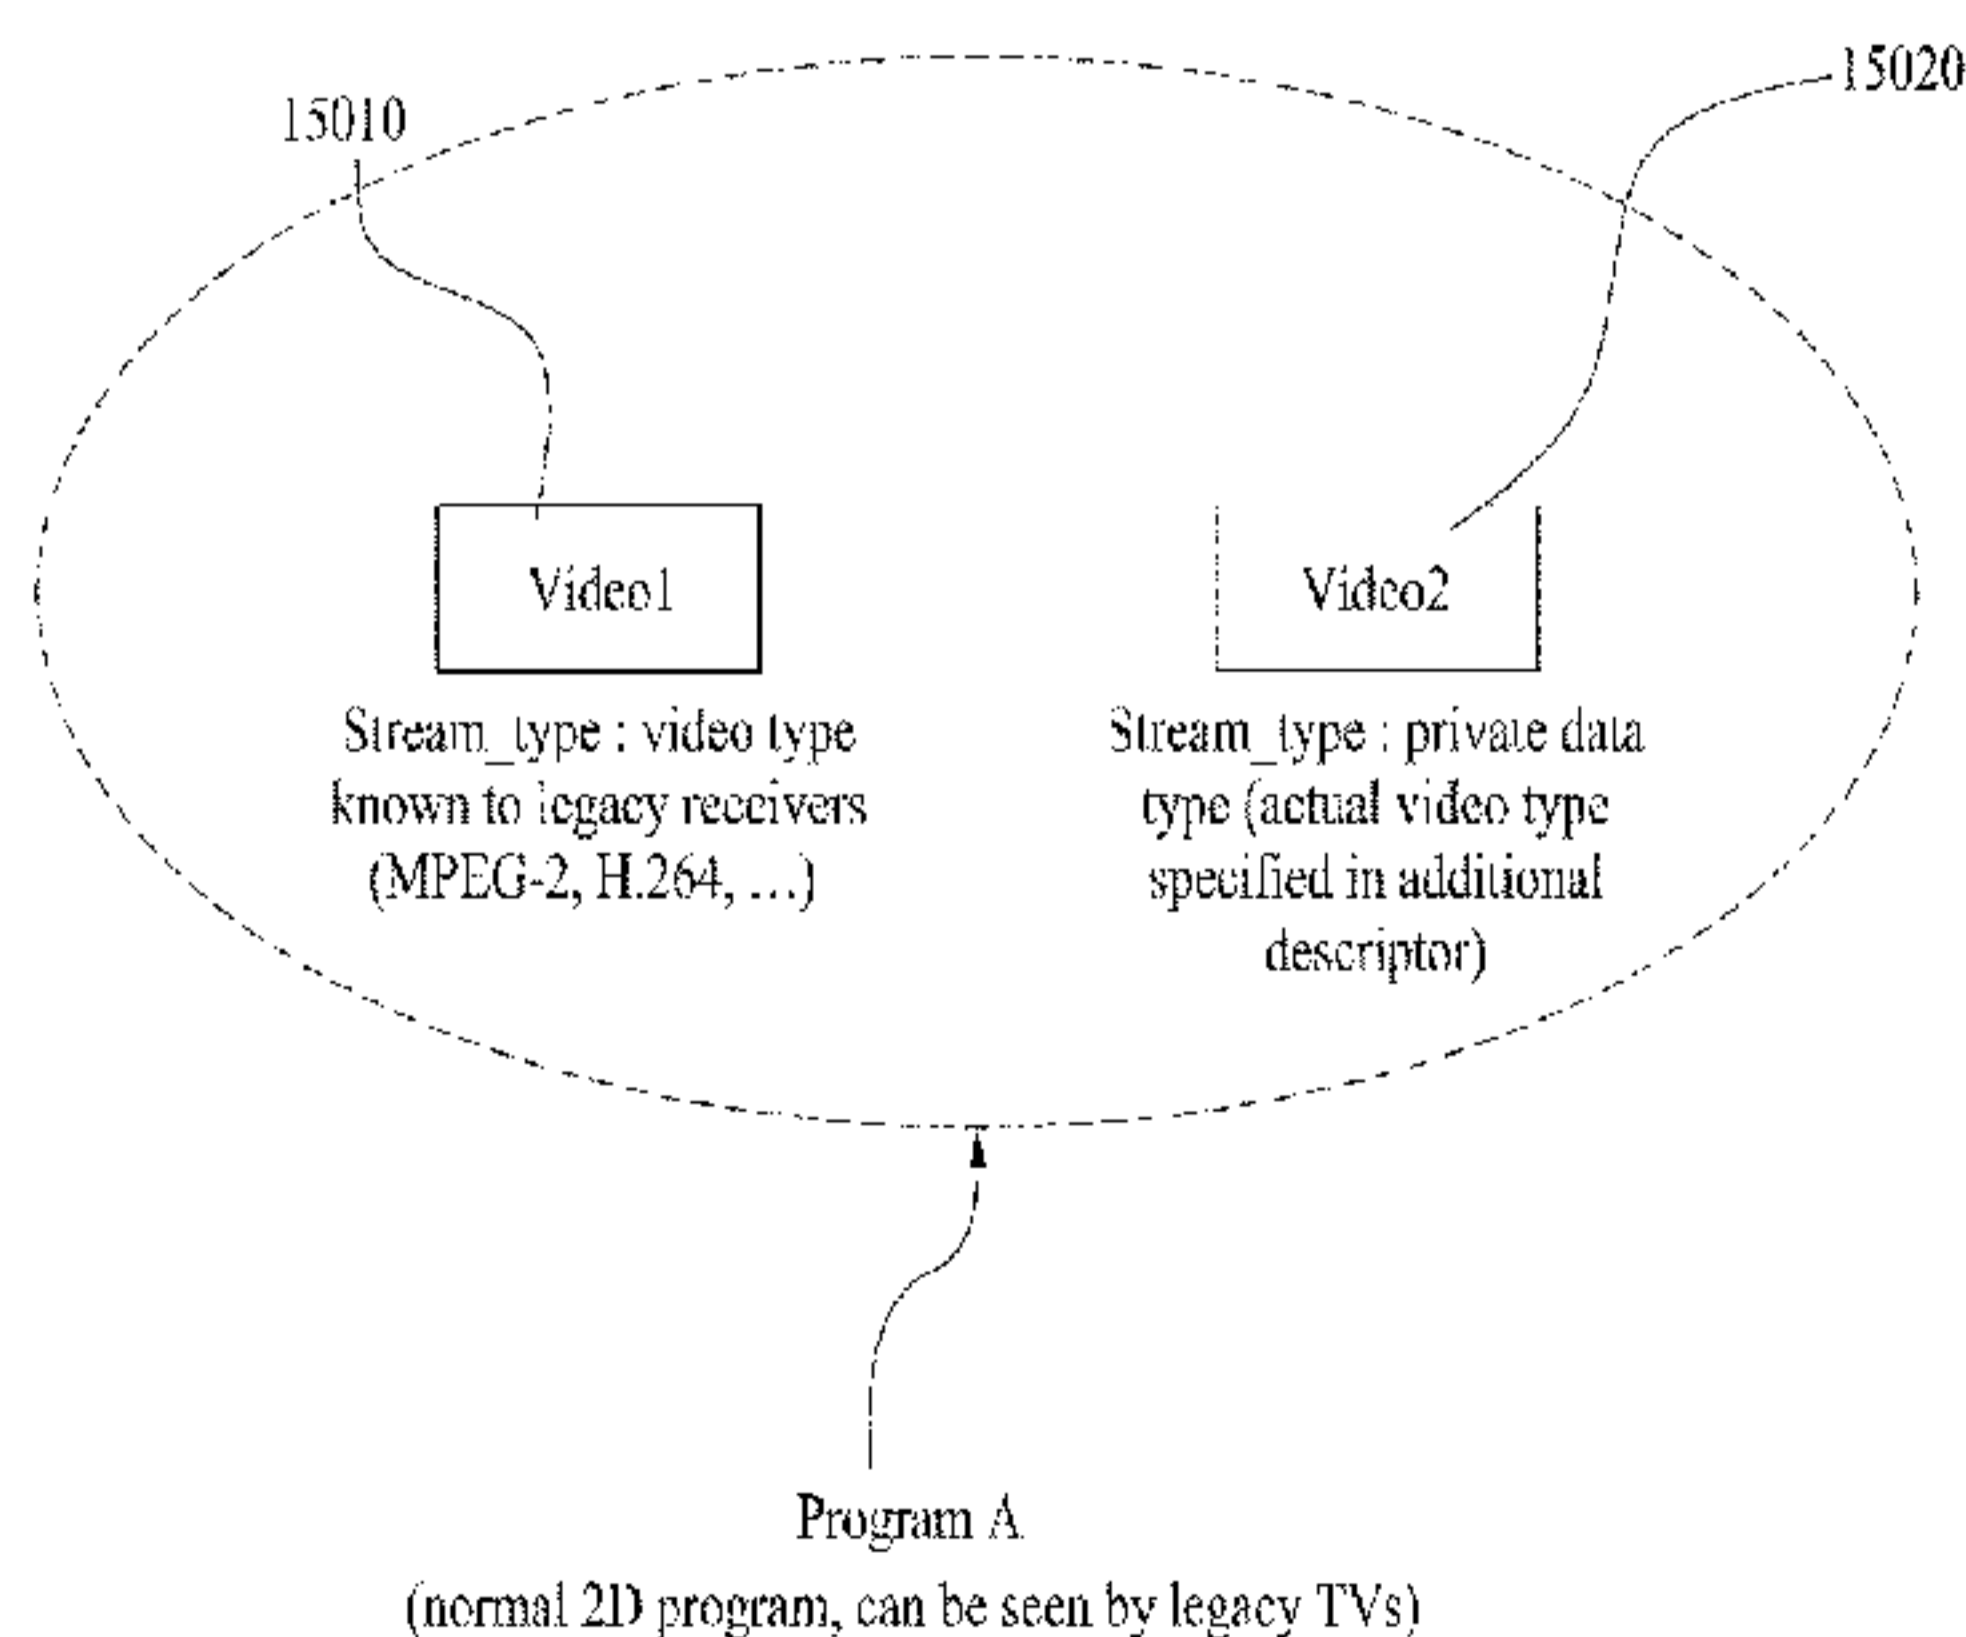 15010
15020
Video1
Video2
Stream_type : video type
known to legacy receivers
(MPEG-2, H.264, ...)
Stream_type : private data
type (actual video type
specified in additional
descriptor)
Program A
(normal 2D program, can be seen by legacy TVs)